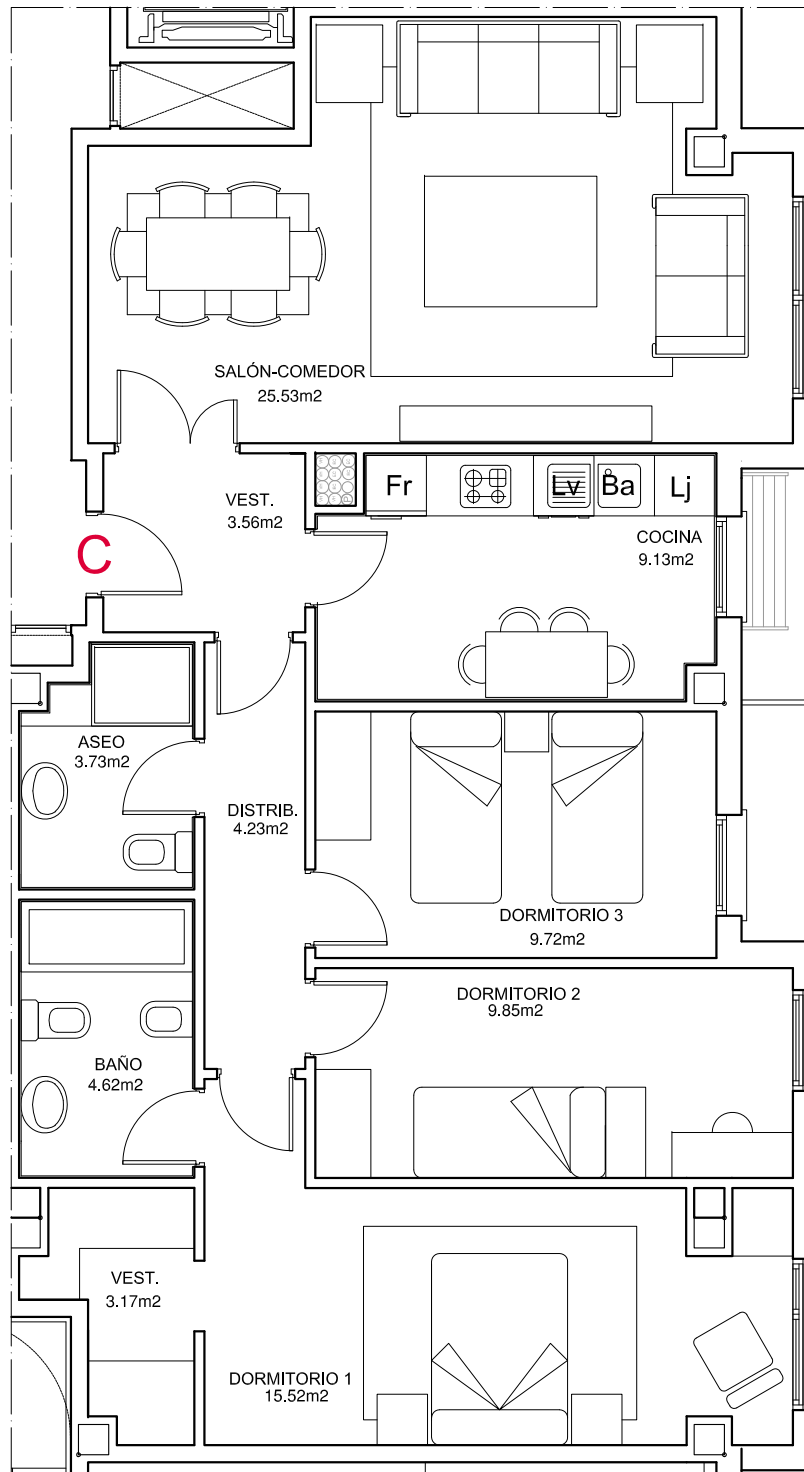 SALÓN-COMEDOR
25.53m2
VEST.
3.56m2
Fr
Lv
Ba
Lj
COCINA
9.13m2
C
ASEO
3.73m2
DISTRIB.
4.23m2
DORMITORIO 3
9.72m2
DORMITORIO 2
9.85m2
BAÑO
4.62m2
VEST.
3.17m2
DORMITORIO 1
15.52m2